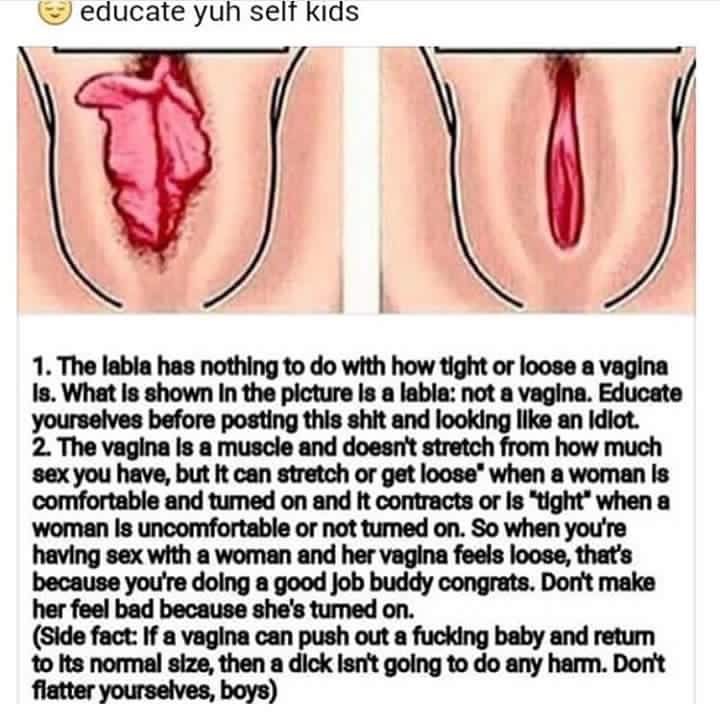 educate yuh self kids
1. The labia has nothing to do with how tight or loose a vagina
is. What is shown in the picture is a labia: not a vagina. Educate
yourselves before posting this shit and looking like an idiot.
2. The vagina is a muscle and doesn't stretch from how much
sex you have, but it can stretch or get loose" when a woman is
comfortable and turned on and it contracts or is "tight" when a
woman is uncomfortable or not turned on. So when you're
having sex with a woman and her vagina feels loose, that's
because you're doing a good job buddy congrats. Don't make
her feel bad because she's turned on.
(Side fact: if a vagina can push out a fucking baby and return
to its normal size, then a dick isn't going to do any harm. Don't
flatter yourselves, boys)